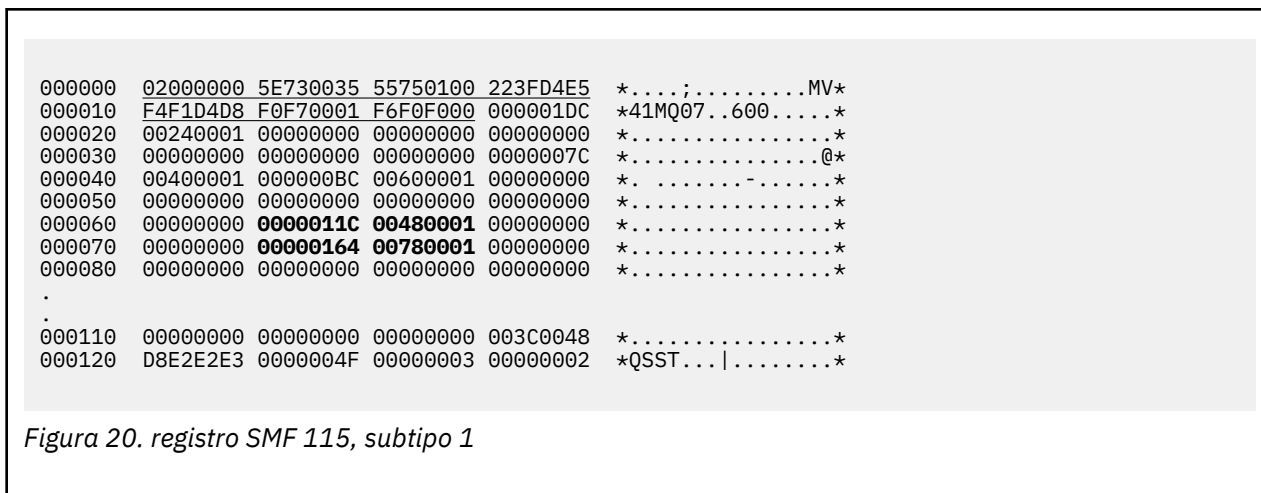 000000 02000000 5E730035 55750100 223FD4E5 *....;.........MV*
000010 F4F1D4D8 F0F70001 F6F0F000 000001DC *41MQ07..600.....*
000020 00240001 00000000 00000000 00000000 *................*
000030 00000000 00000000 00000000 0000007C *...............@*
000040 00400001 000000BC 00600001 00000000 *. .......-......*
000050 00000000 00000000 00000000 00000000 *................*
000060 00000000 0000011C 00480001 00000000 *................*
000070 00000000 00000164 00780001 00000000 *................*
000080 00000000 00000000 00000000 00000000 *................*
.
.
000110 00000000 00000000 00000000 003C0048 *................*
000120 D8E2E2E3 0000004F 00000003 00000002 *QSST...|........*
Figura 20. registro SMF 115, subtipo 1